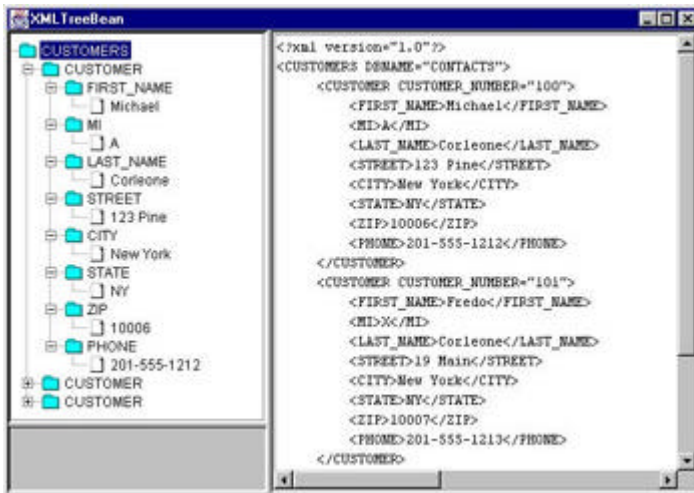 XMLTreeBean
CUSTOMERS
CUSTOMER
FIRST_NAME
Michael
MI
A
LAST_NAME
Corleone
STREET
123 Pine
CITY
New York
STATE
NY
ZIP
10006
PHONE
201-555-1212
CUSTOMER
CUSTOMER
<?xml version="1.0"?>
<CUSTOMERS DBNAME="CONTACTS">
<CUSTOMER CUSTOMER_NUMBER="100">
<FIRST_NAME>Michael</FIRST_NAME>
<MI>A</MI>
<LAST_NAME>Corleone</LAST_NAME>
<STREET>123 Pine</STREET>
<CITY>New York</CITY>
<STATE>NY</STATE>
<ZIP>10006</ZIP>
<PHONE>201-555-1212</PHONE>
</CUSTOMER>
<CUSTOMER CUSTOMER_NUMBER="101">
<FIRST_NAME>Fredo</FIRST_NAME>
<MI>X</MI>
<LAST_NAME>Corleone</LAST_NAME>
<STREET>19 Main</STREET>
<CITY>New York</CITY>
<STATE>NY</STATE>
<ZIP>10007</ZIP>
<PHONE>201-555-1213</PHONE>
</CUSTOMER>